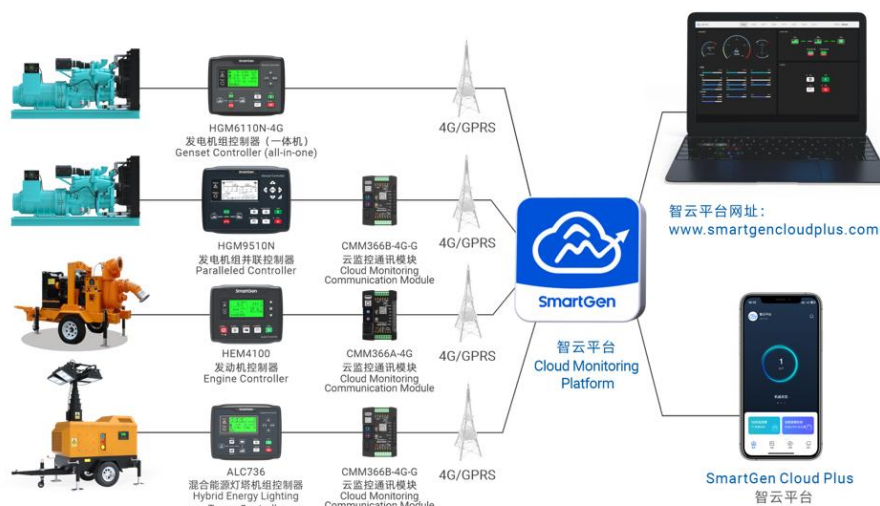 SmartGen
HGM6110N-4G
发电机组控制器（一体机）
Genset Controller (all-in-one)
4G/GPRS
HGM9510N
发电机组并联控制器
Paralleled Controller
CMM366B-4G-G
云监控通讯模块
Cloud Monitoring
Communication Module
4G/GPRS
SmartGen
HEM4100
发动机控制器
Engine Controller
CMM366A-4G
云监控通讯模块
Cloud Monitoring
Communication Module
4G/GPRS
ALC736
混合能源灯塔机组控制器
Hybrid Energy Lighting
CMM366B-4G-G
云监控通讯模块
Cloud Monitoring
Communication Module
4G/GPRS
SmartGen
智云平台
Cloud Monitoring
Platform
智云平台网址：
www.smartgencloudplus.com
1
SmartGen Cloud Plus
智云平台